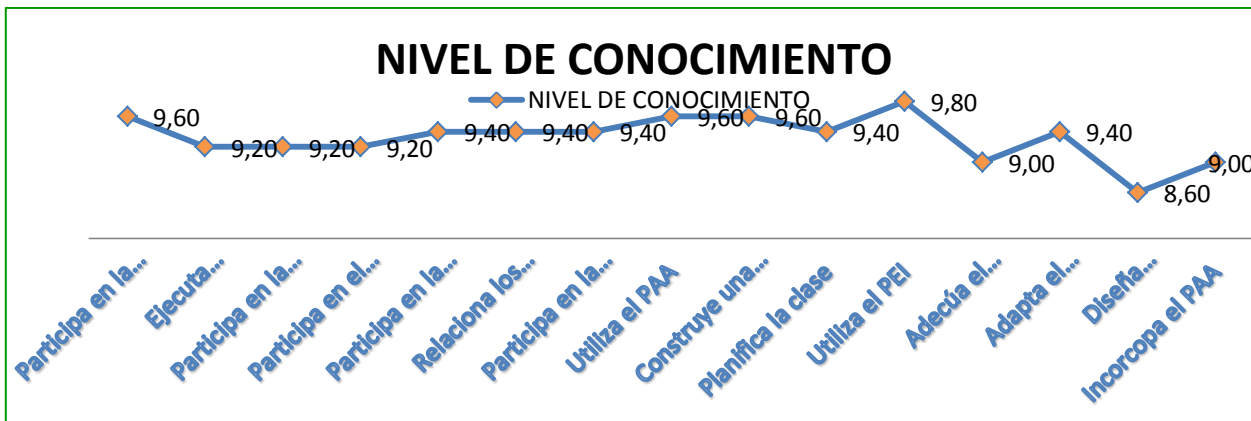 NIVEL DE CONOCIMIENTO
NIVEL DE CONOCIMIENTO
9,60
9,20
9,20
9,20
9,40
9,40
9,40
9,60
9,60
9,40
9,80
9,00
9,40
8,60
9,00
Participa en la...
Ejecuta...
Participa en la...
Participa en el...
Participa en la...
Relaciona los...
Participa en la...
Utiliza el PAA
Construye una...
Planifica la clase
Utiliza el PEI
Adecúa el...
Adapta el...
Diseña...
Incorcopa el PAA